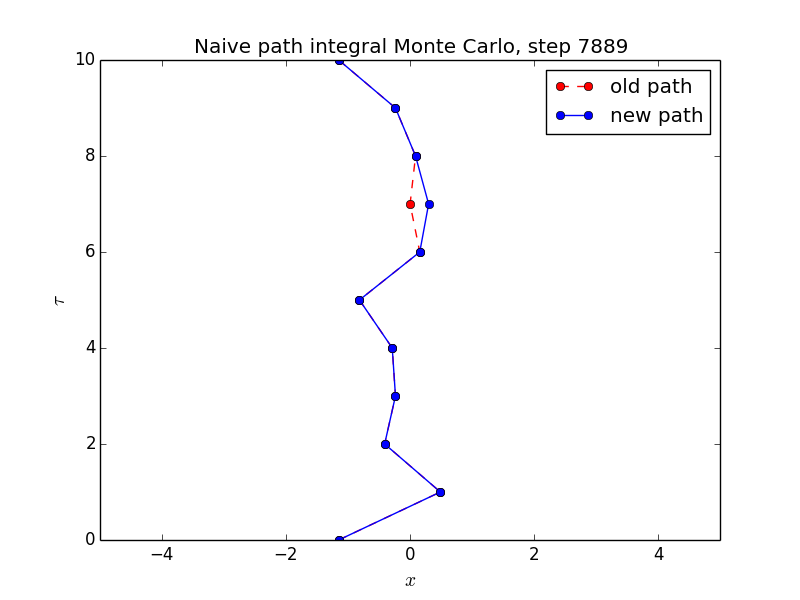 Naive path integral Monte Carlo, step 7889
old path
new path
10
8
6
4
2
0
τ
−4 −2 0 2 4
x